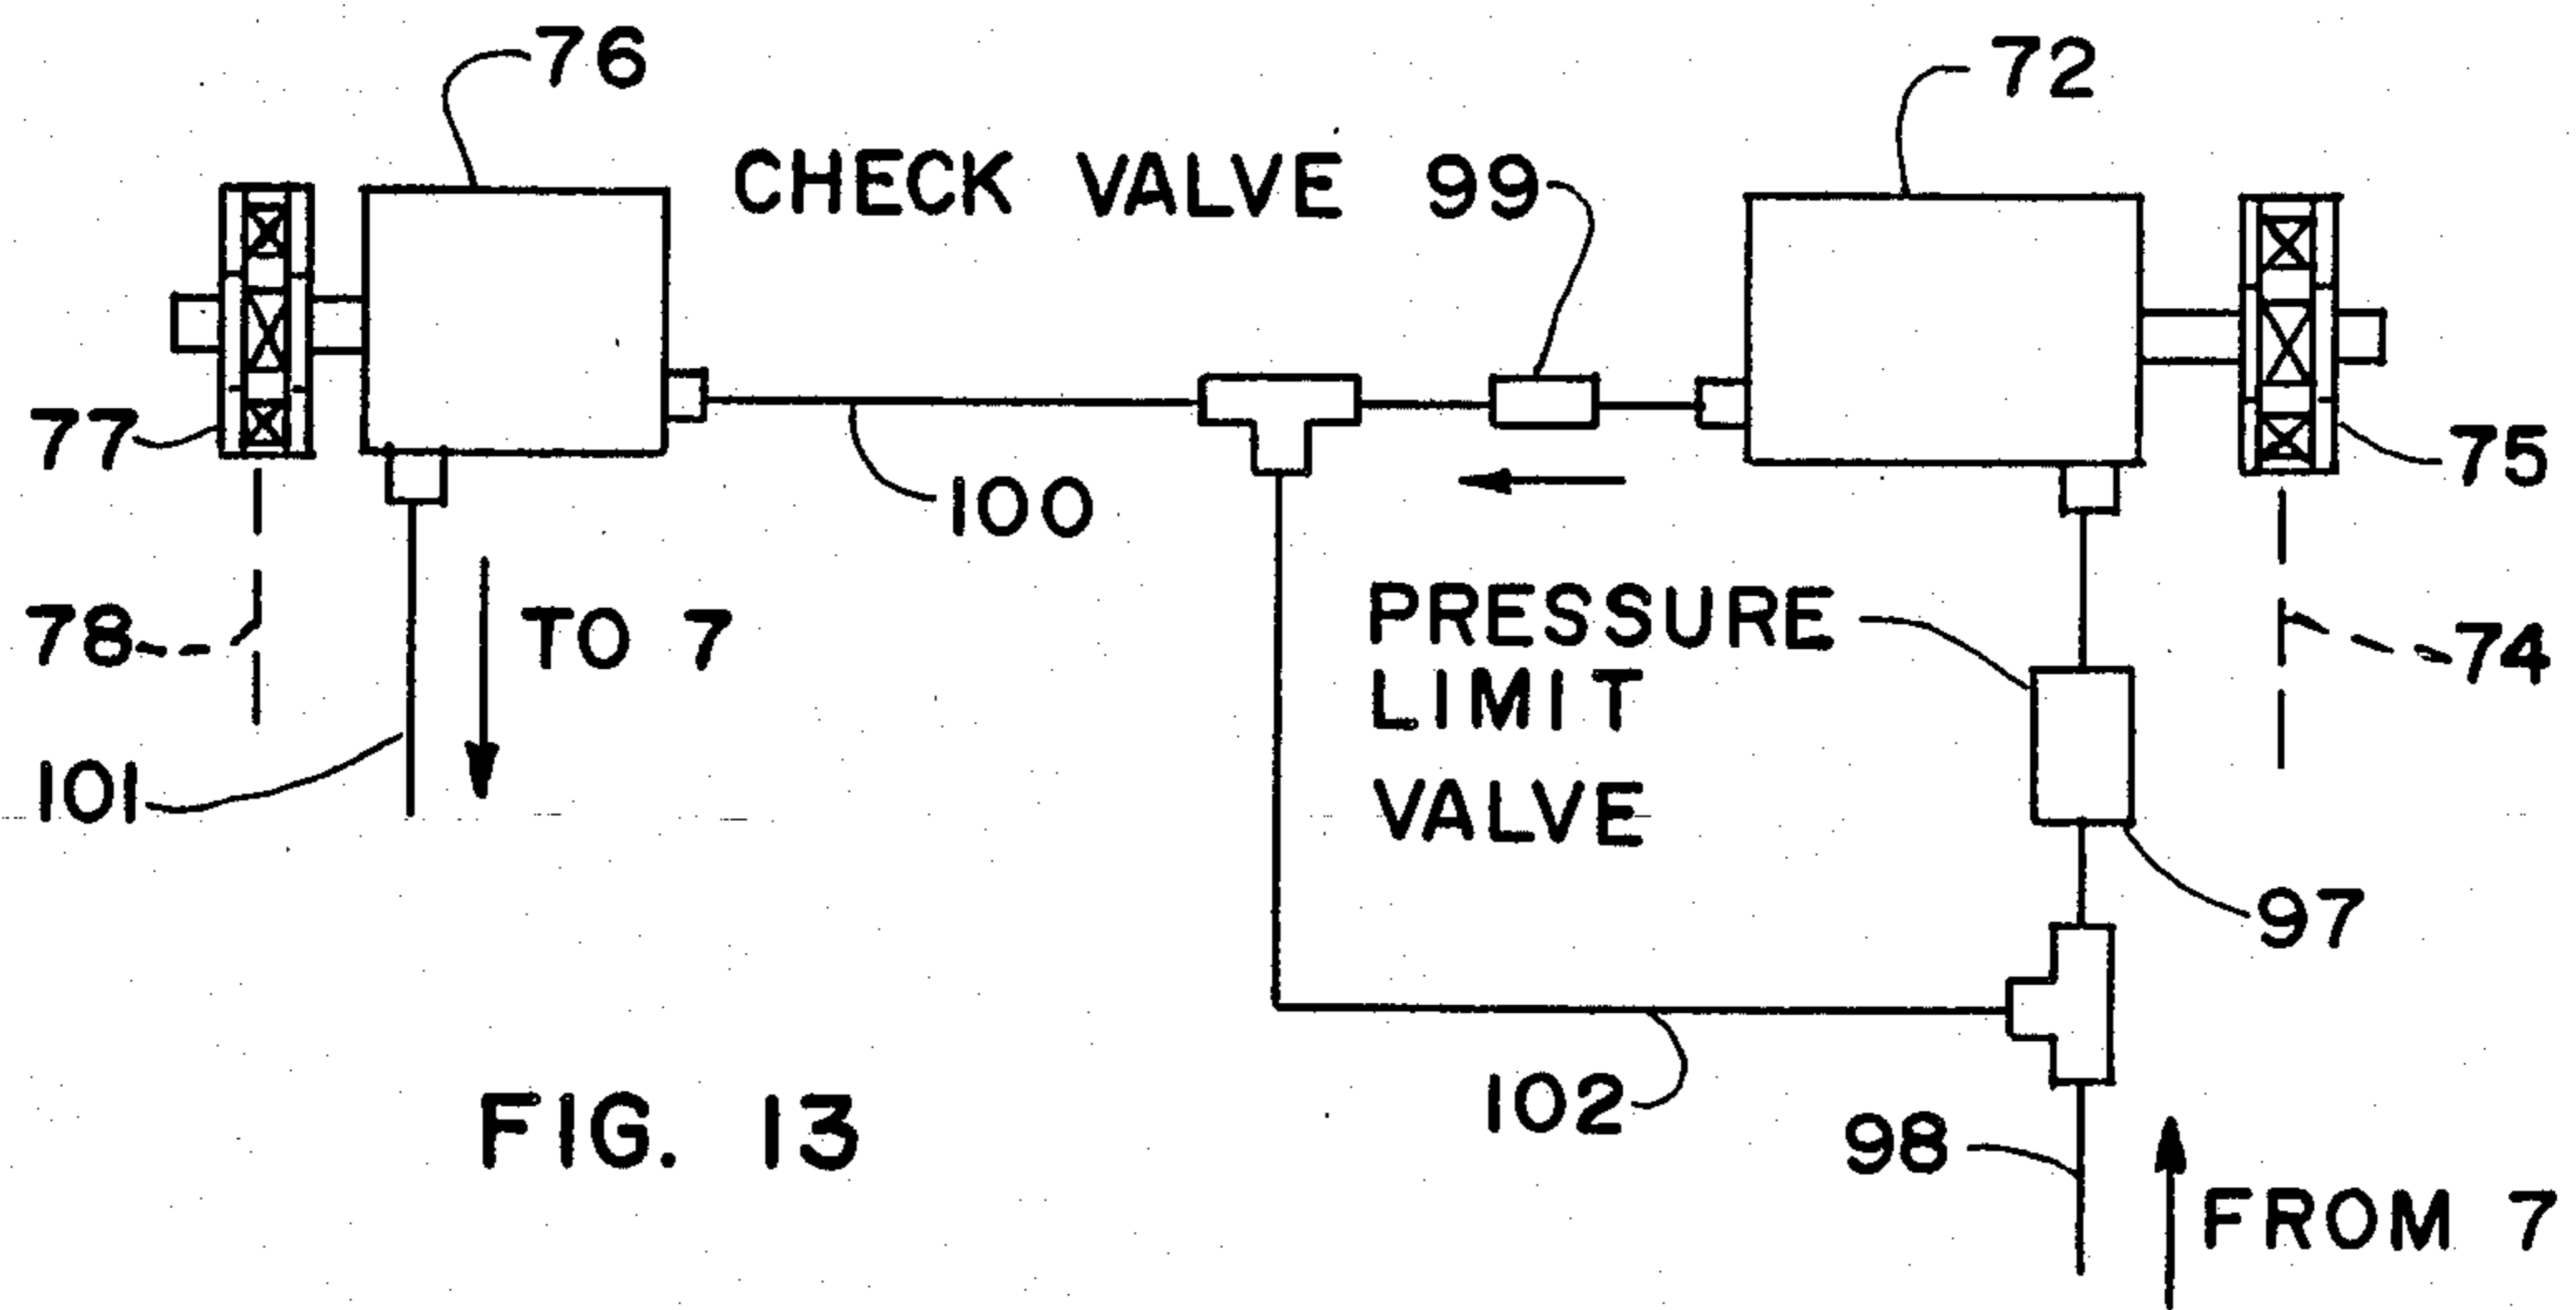 76
72
CHECK VALVE 99
77
100
75
78
TO 7
PRESSURE
LIMIT
VALVE
74
101
97
102
98
FROM 7
FIG. 13